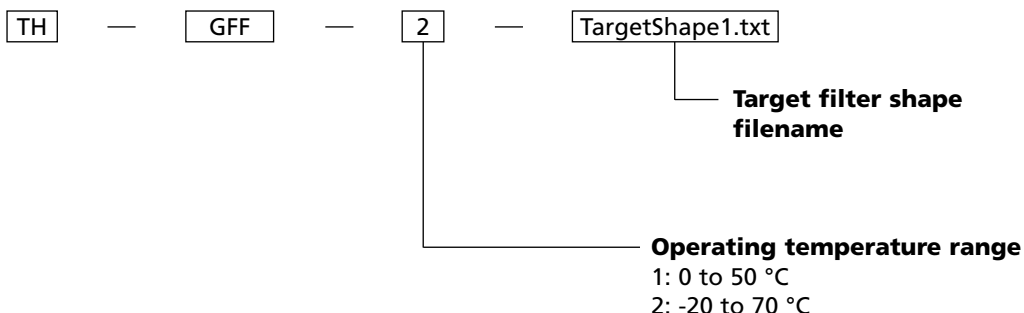 TH — GFF — 2 — TargetShape1.txt
Target filter shape
filename
Operating temperature range
1: 0 to 50 °C
2: -20 to 70 °C